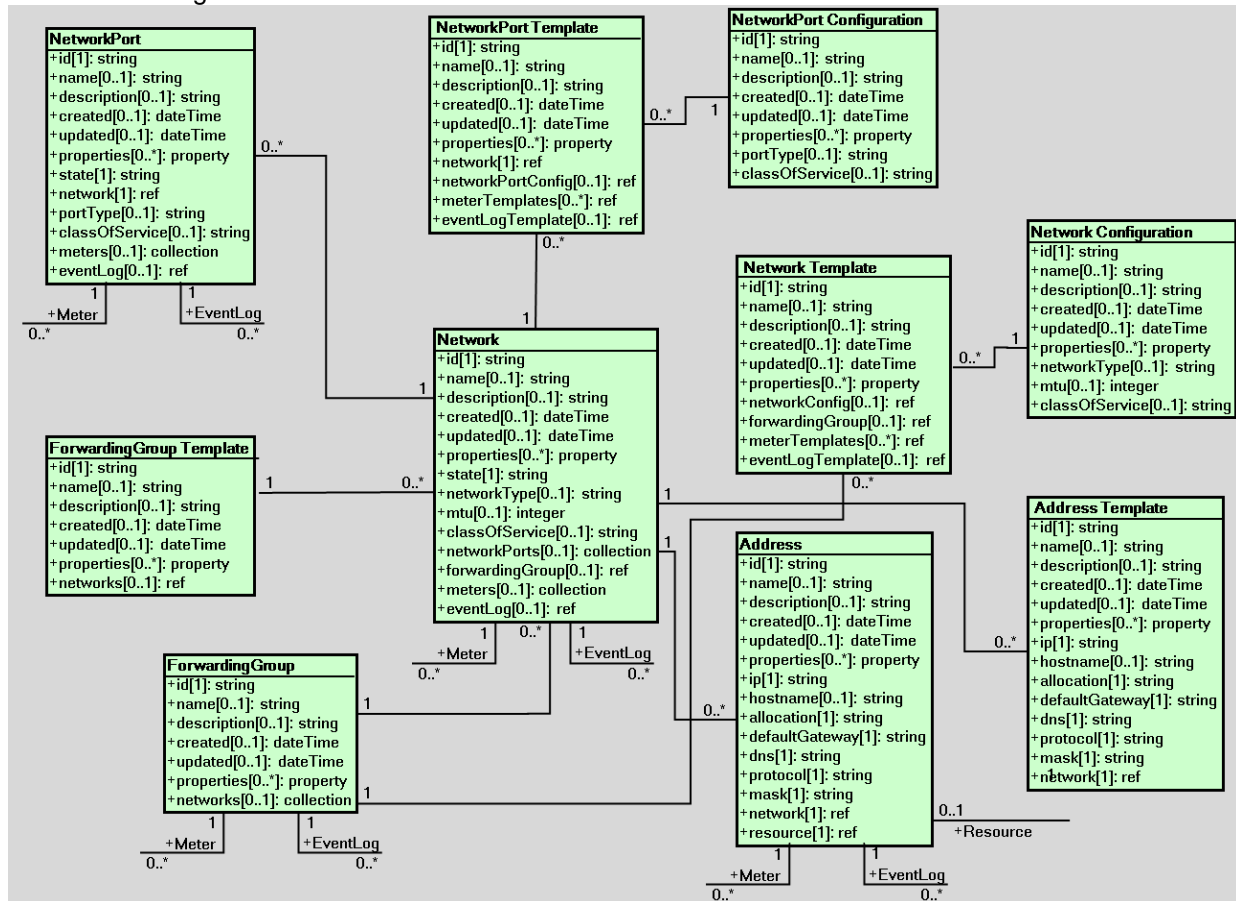 NetworkPort
+id[1]: string
+name[0..1]: string
+description[0..1]: string
+created[0..1]: dateTime
+updated[0..1]: dateTime
+properties[0..*]: property
+state[1]: string
+network[1]: ref
+portType[0..1]: string
+classOfService[0..1]: string
+meters[0..1]: collection
+eventLog[0..1]: ref
0..*
1
+Meter
0..*
1
+EventLog
0..*
NetworkPort Template
+id[1]: string
+name[0..1]: string
+description[0..1]: string
+created[0..1]: dateTime
+updated[0..1]: dateTime
+properties[0..*]: property
+network[1]: ref
+networkPortConfig[0..1]: ref
+meterTemplates[0..*]: ref
+eventLogTemplate[0..1]: ref
0..*
1
0..*
1
NetworkPort Configuration
+id[1]: string
+name[0..1]: string
+description[0..1]: string
+created[0..1]: dateTime
+updated[0..1]: dateTime
+properties[0..*]: property
+portType[0..1]: string
+classOfService[0..1]: string
Network Template
+id[1]: string
+name[0..1]: string
+description[0..1]: string
+created[0..1]: dateTime
+updated[0..1]: dateTime
+properties[0..*]: property
+networkConfig[0..1]: ref
+forwardingGroup[0..1]: ref
+meterTemplates[0..*]: ref
+eventLogTemplate[0..1]: ref
0..*
0..*
1
Network Configuration
+id[1]: string
+name[0..1]: string
+description[0..1]: string
+created[0..1]: dateTime
+updated[0..1]: dateTime
+properties[0..*]: property
+networkType[0..1]: string
+mtu[0..1]: integer
+classOfService[0..1]: string
Network
+id[1]: string
+name[0..1]: string
+description[0..1]: string
+created[0..1]: dateTime
+updated[0..1]: dateTime
+properties[0..*]: property
+state[1]: string
+networkType[0..1]: string
+mtu[0..1]: integer
+classOfService[0..1]: string
+networkPorts[0..1]: collection
+forwardingGroup[0..1]: ref
+meters[0..1]: collection
+eventLog[0..1]: ref
1
1
1
1
+Meter
0..*
0..*
1
+EventLog
0..*
ForwardingGroup Template
+id[1]: string
+name[0..1]: string
+description[0..1]: string
+created[0..1]: dateTime
+updated[0..1]: dateTime
+properties[0..*]: property
+networks[0..1]: ref
1
0..*
ForwardingGroup
+id[1]: string
+name[0..1]: string
+description[0..1]: string
+created[0..1]: dateTime
+updated[0..1]: dateTime
+properties[0..*]: property
+networks[0..1]: collection
1
1
1
+Meter
0..*
1
+EventLog
0..*
Address
+id[1]: string
+name[0..1]: string
+description[0..1]: string
+created[0..1]: dateTime
+updated[0..1]: dateTime
+properties[0..*]: property
+ip[1]: string
+hostname[0..1]: string
+allocation[1]: string
+defaultGateway[1]: string
+dns[1]: string
+protocol[1]: string
+mask[1]: string
+network[1]: ref
+resource[1]: ref
0..*
0..1
+Resource
1
+Meter
0..*
1
+EventLog
0..*
Address Template
+id[1]: string
+name[0..1]: string
+description[0..1]: string
+created[0..1]: dateTime
+updated[0..1]: dateTime
+properties[0..*]: property
+ip[1]: string
+hostname[0..1]: string
+allocation[1]: string
+defaultGateway[1]: string
+dns[1]: string
+protocol[1]: string
+mask[1]: string
+network[1]: ref
1
0..*